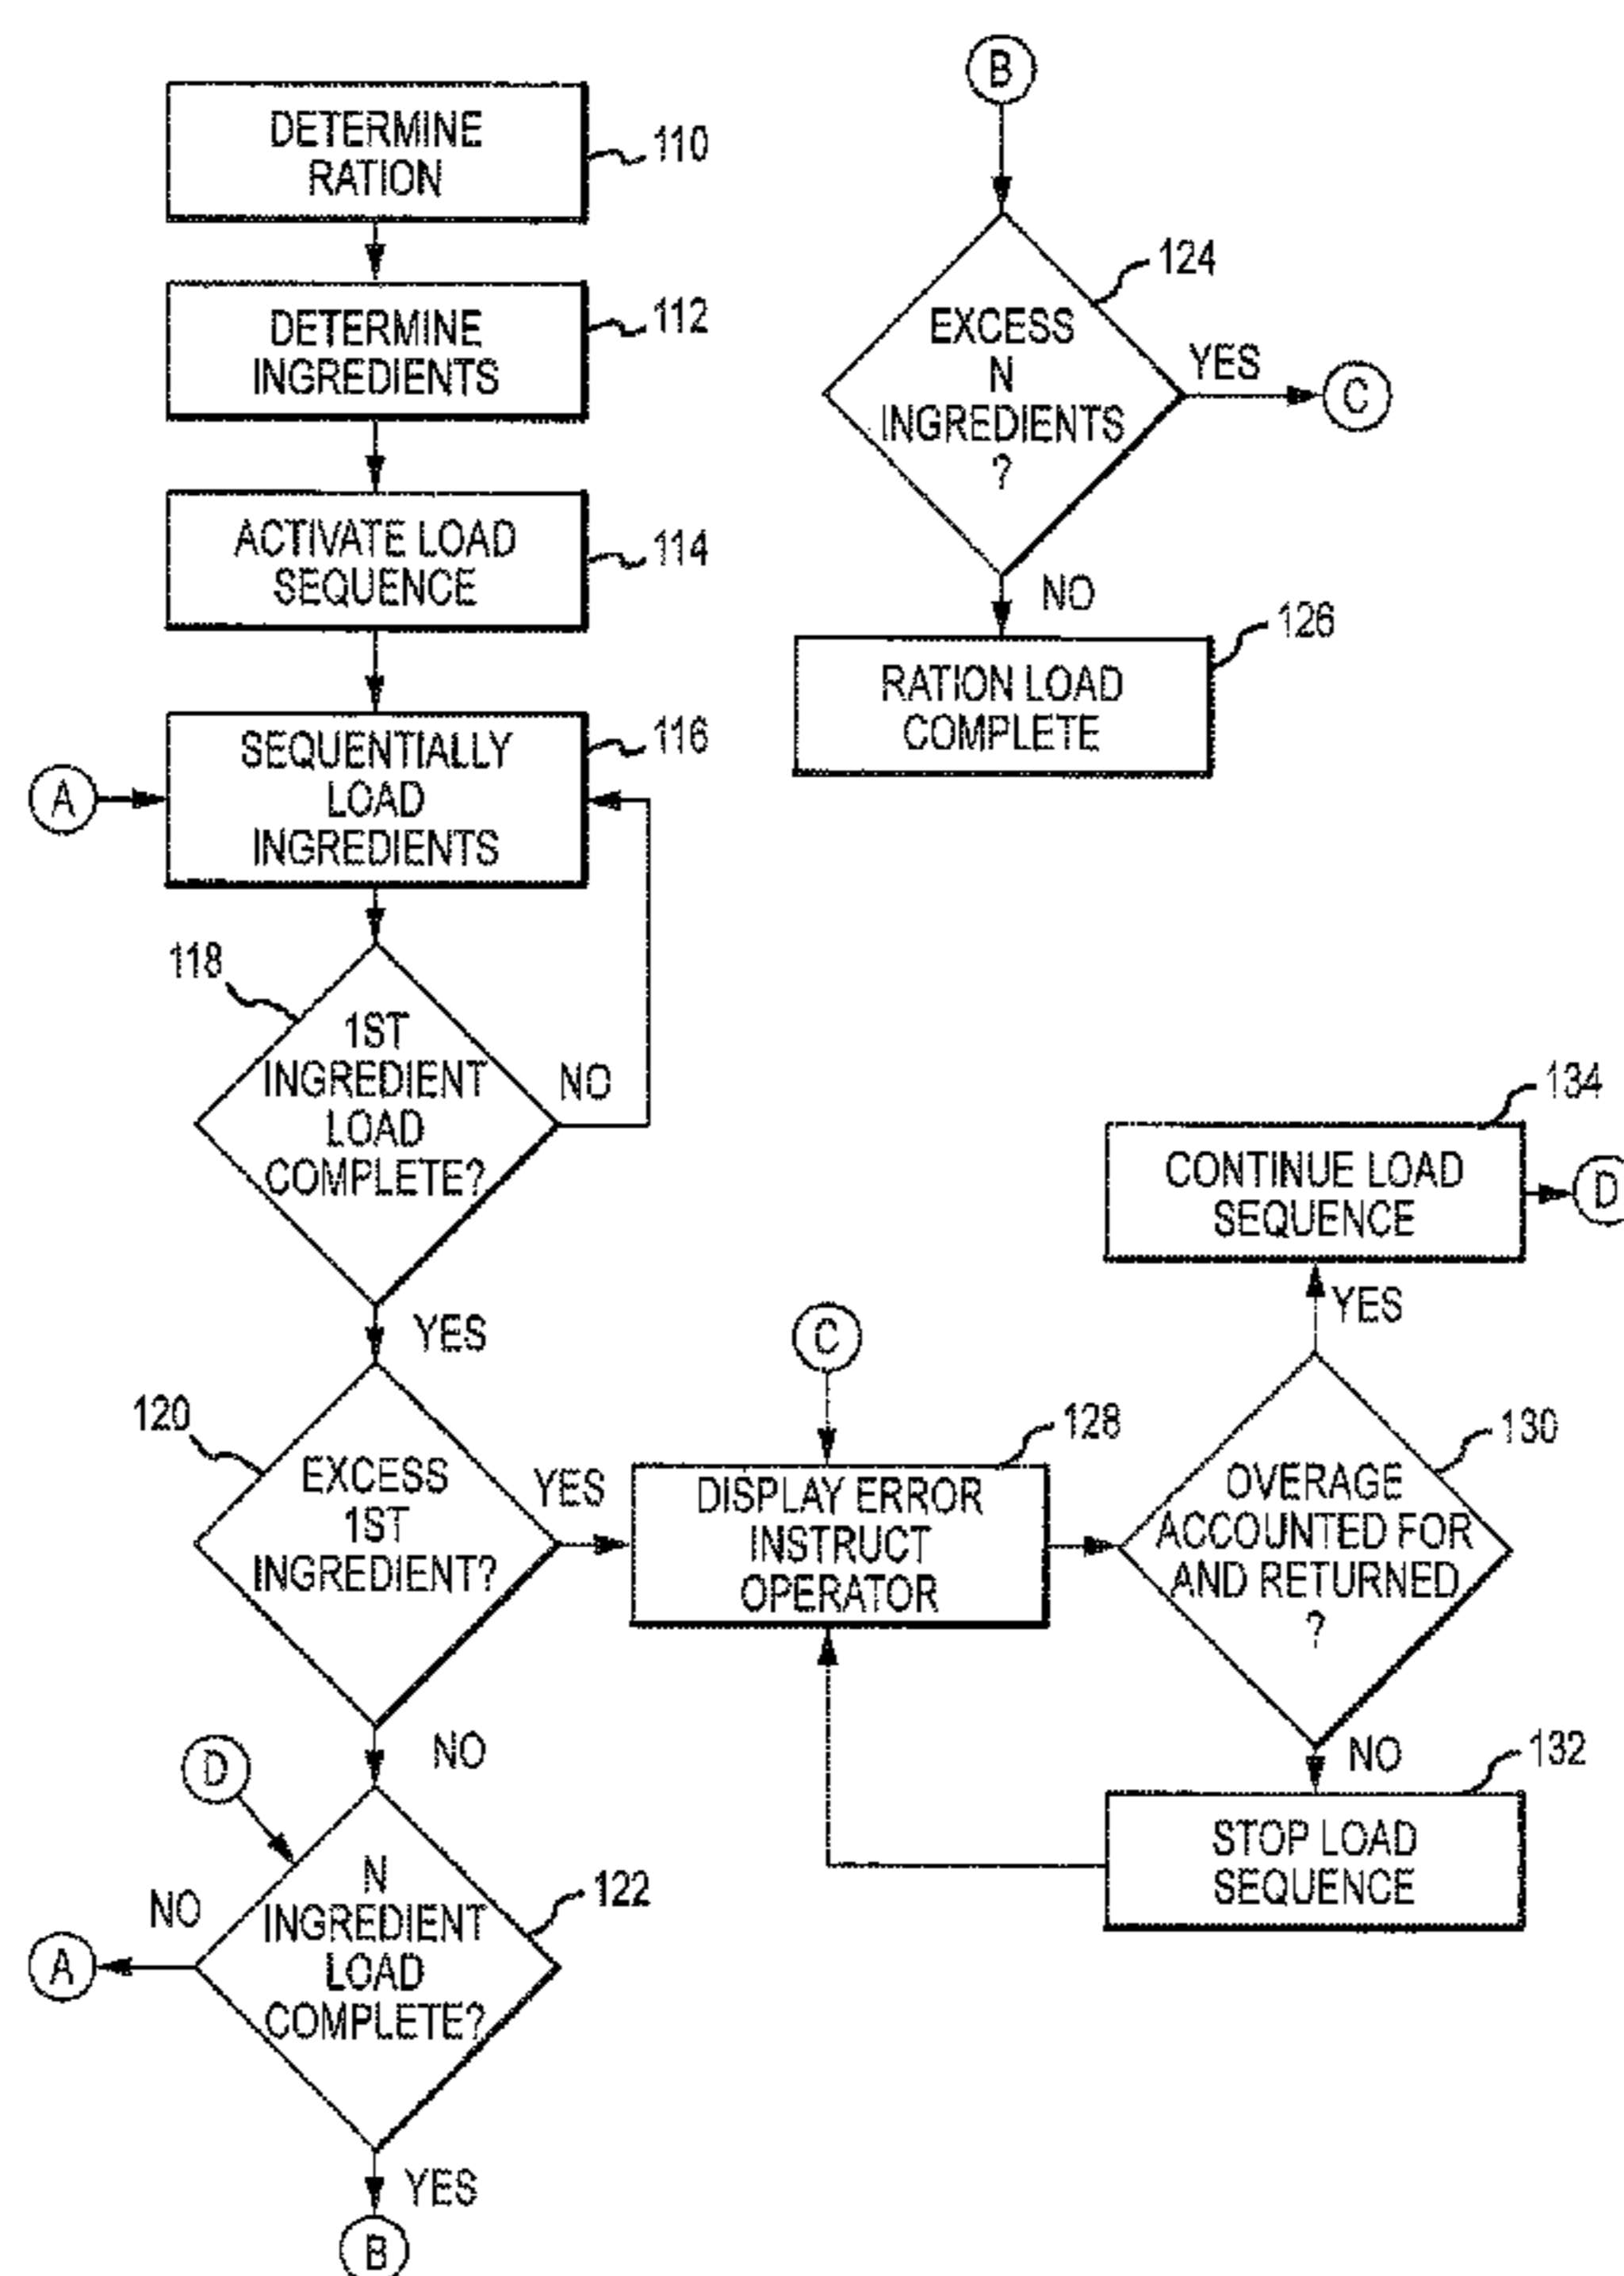 DETERMINE
RATION
110
DETERMINE
INGREDIENTS
112
ACTIVATE LOAD
SEQUENCE
114
A
SEQUENTIALLY
LOAD
INGREDIENTS
116
118
1ST
INGREDIENT
LOAD
COMPLETE?
NO
YES
120
EXCESS
1ST
INGREDIENT?
YES
NO
D
N
INGREDIENT
LOAD
COMPLETE?
122
NO
A
YES
B
B
124
EXCESS
N
INGREDIENTS
?
YES
C
NO
126
RATION LOAD
COMPLETE
C
128
DISPLAY ERROR
INSTRUCT
OPERATOR
130
OVERAGE
ACCOUNTED FOR
AND RETURNED
?
YES
134
CONTINUE LOAD
SEQUENCE
D
NO
132
STOP LOAD
SEQUENCE